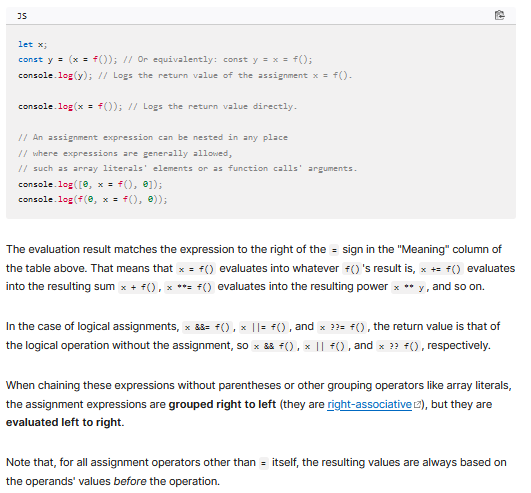 JS
let x;
const y = (x = f()); // Or equivalently: const y = x = f();
console.log(y); // Logs the return value of the assignment x = f().
console.log(x = f()); // Logs the return value directly.
// An assignment expression can be nested in any place
// where expressions are generally allowed,
// such as array literals' elements or as function calls' arguments.
console.log([0, x = f(), 0]);
console.log(f(0, x = f(), 0));
The evaluation result matches the expression to the right of the = sign in the "Meaning" column of
the table above. That means that x = f() evaluates into whatever f()'s result is, x += f() evaluates
into the resulting sum x + f(), x **= f() evaluates into the resulting power x ** y, and so on.
In the case of logical assignments, x &&= f(), x ||= f(), and x ??= f(), the return value is that of
the logical operation without the assignment, so x && f(), x || f(), and x ?? f(), respectively.
When chaining these expressions without parentheses or other grouping operators like array literals,
the assignment expressions are grouped right to left (they are right-associative), but they are
evaluated left to right.
Note that, for all assignment operators other than = itself, the resulting values are always based on
the operands' values before the operation.